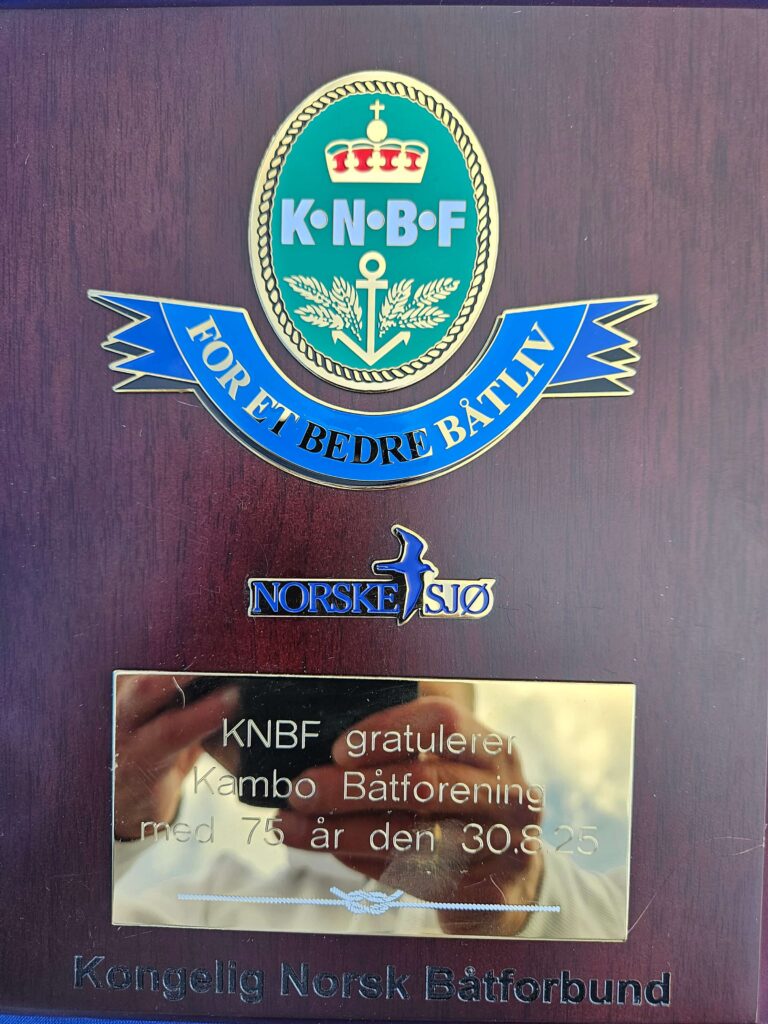 K•N•B•F
FOR ET BEDRE BÅTLIV
NORSKE SJØ
KNBF gratulerer
Kambo Båtforening
med 75 år den 30.8.25
Kongelig Norsk Båtforbund